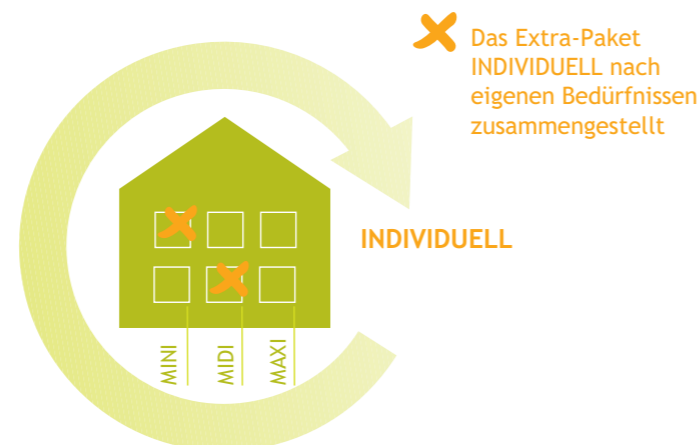 Das Extra-Paket
INDIVIDUELL nach
eigenen Bedürfnissen
zusammengestellt
INDIVIDUELL
MINI
MIDI
MAXI